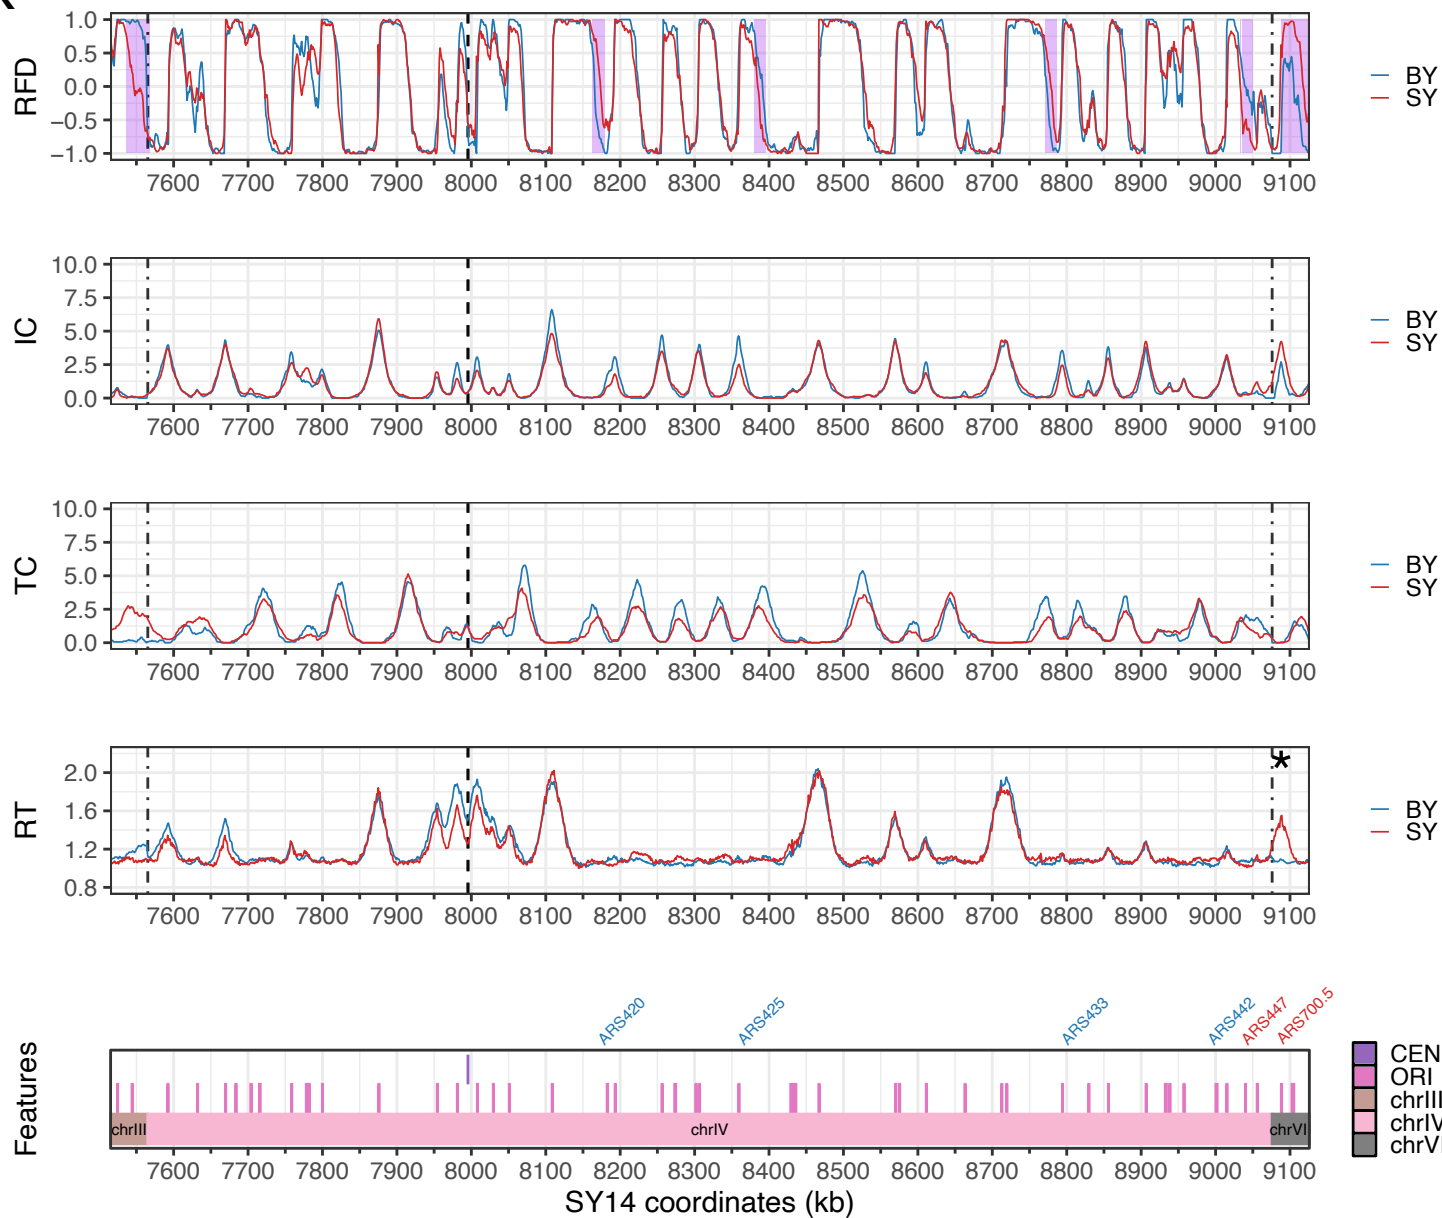 1.0
0.5
0.0
−0.5
−1.0
RFD
BY
SY
7600 7700 7800 7900 8000 8100 8200 8300 8400 8500 8600 8700 8800 8900 9000 9100
10.0
7.5
5.0
2.5
0.0
IC
BY
SY
7600 7700 7800 7900 8000 8100 8200 8300 8400 8500 8600 8700 8800 8900 9000 9100
10.0
7.5
5.0
2.5
0.0
TC
BY
SY
7600 7700 7800 7900 8000 8100 8200 8300 8400 8500 8600 8700 8800 8900 9000 9100
2.0
1.6
1.2
0.8
RT
*
BY
SY
7600 7700 7800 7900 8000 8100 8200 8300 8400 8500 8600 8700 8800 8900 9000 9100
ARS420 ARS425 ARS433 ARS442 ARS447 ARS700.5
Features
chrIII chrIV chrVI
CEN
ORI
chrIII
chrIV
chrV
7600 7700 7800 7900 8000 8100 8200 8300 8400 8500 8600 8700 8800 8900 9000 9100
SY14 coordinates (kb)